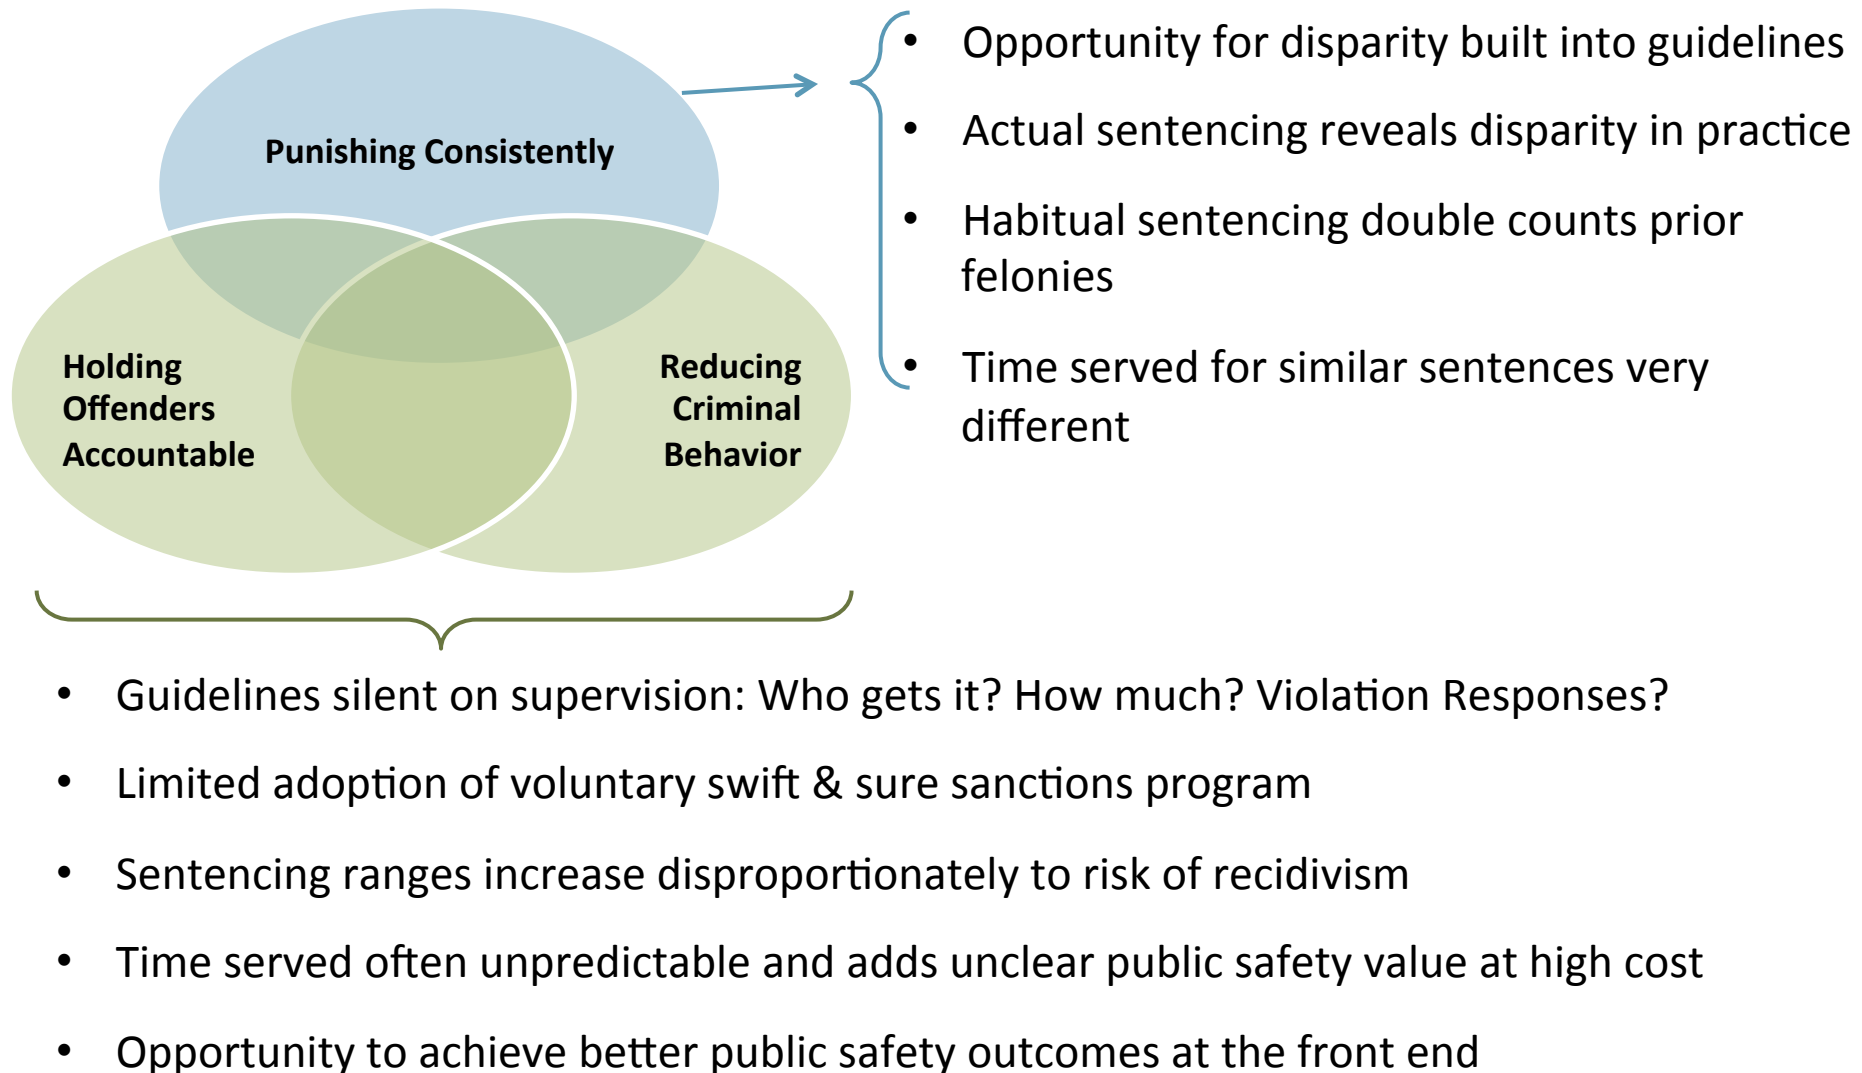 Punishing Consistently
Holding
Offenders
Accountable
Reducing
Criminal
Behavior
• Opportunity for disparity built into guidelines
• Actual sentencing reveals disparity in practice
• Habitual sentencing double counts prior
felonies
• Time served for similar sentences very
different
• Guidelines silent on supervision: Who gets it? How much? Violation Responses?
• Limited adoption of voluntary swift & sure sanctions program
• Sentencing ranges increase disproportionately to risk of recidivism
• Time served often unpredictable and adds unclear public safety value at high cost
• Opportunity to achieve better public safety outcomes at the front end